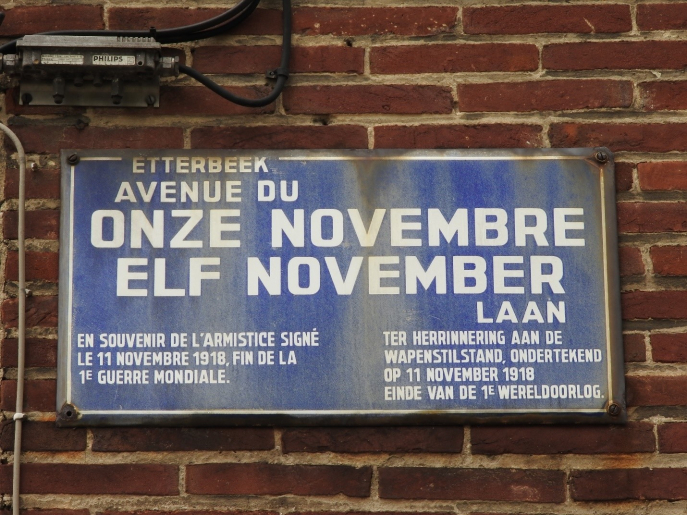 PHILIPS
ETTERBEEK
AVENUE DU
ONZE NOVEMBRE
ELF NOVEMBER
LAAN
EN SOUVENIR DE L'ARMISTICE SIGNÉ
LE 11 NOVEMBRE 1918, FIN DE LA
1E GUERRE MONDIALE.
TER HERRINNERING AAN DE
WAPENSTILSTAND, ONDERTEKEND
OP 11 NOVEMBER 1918
EINDE VAN DE 1E WERELDOORLOG.